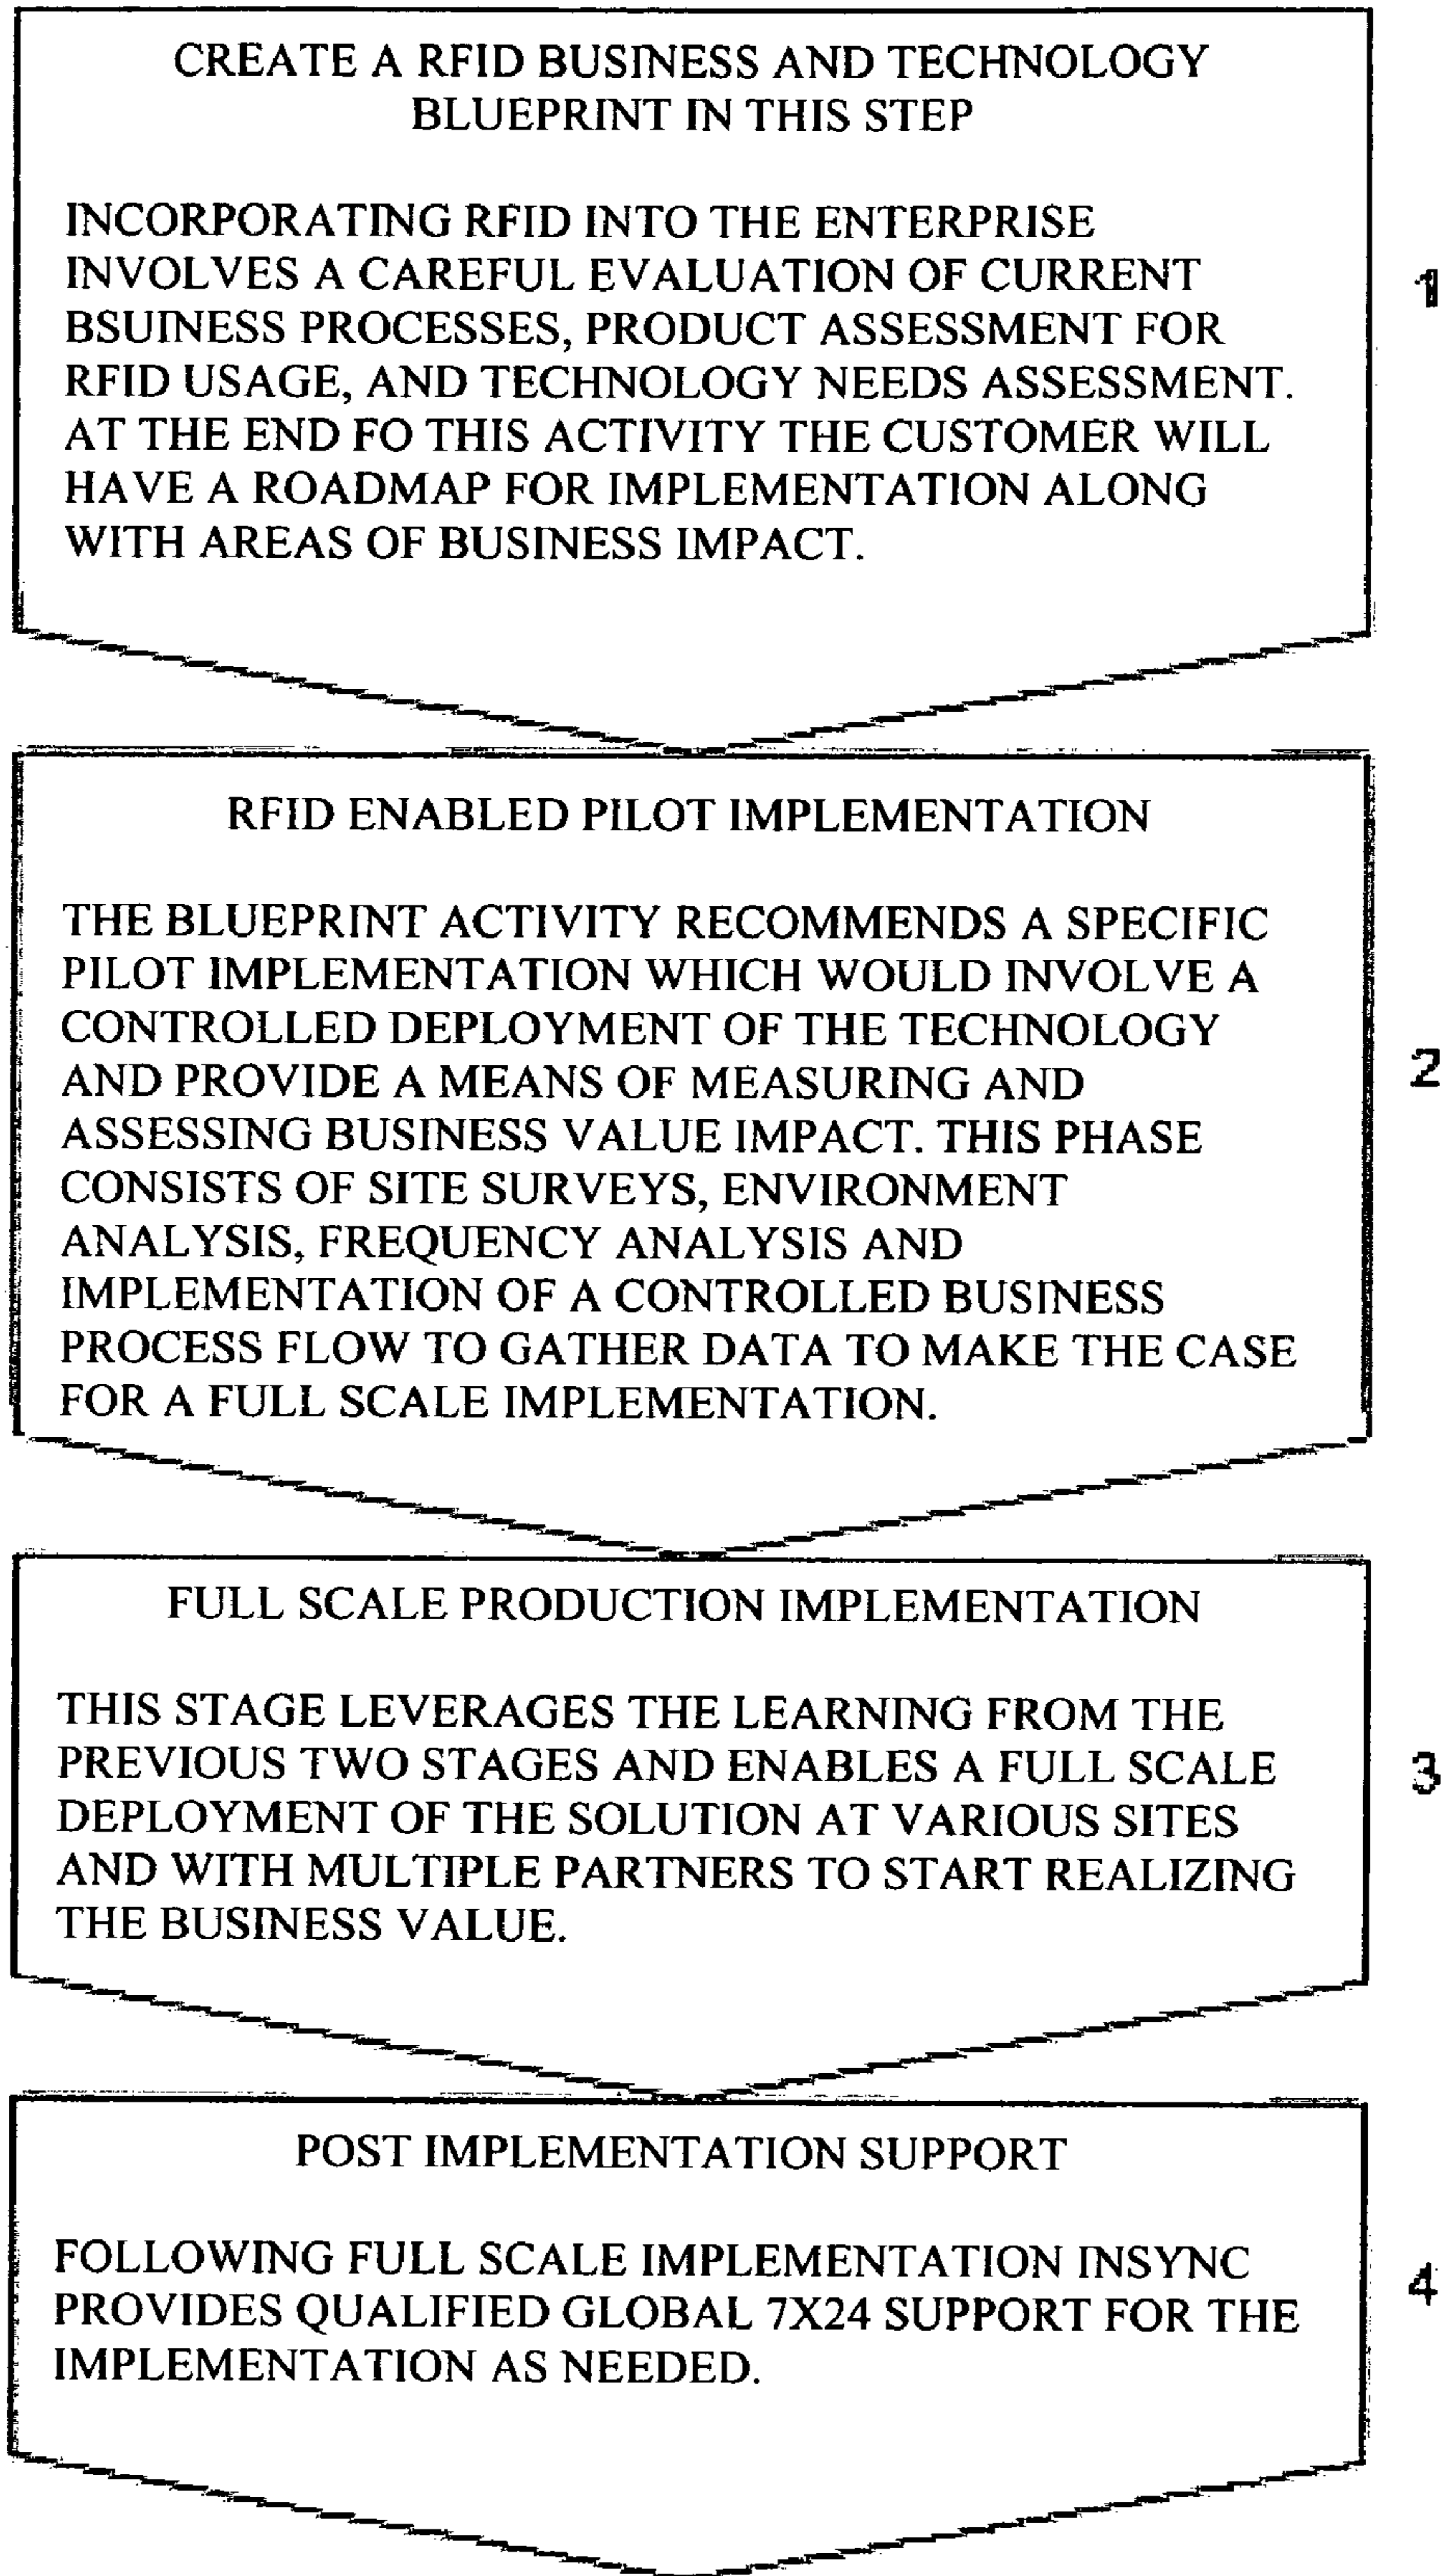 CREATE A RFID BUSINESS AND TECHNOLOGY
BLUEPRINT IN THIS STEP
INCORPORATING RFID INTO THE ENTERPRISE
INVOLVES A CAREFUL EVALUATION OF CURRENT
BSUINESS PROCESSES, PRODUCT ASSESSMENT FOR
RFID USAGE, AND TECHNOLOGY NEEDS ASSESSMENT.
AT THE END FO THIS ACTIVITY THE CUSTOMER WILL
HAVE A ROADMAP FOR IMPLEMENTATION ALONG
WITH AREAS OF BUSINESS IMPACT.
1
RFID ENABLED PILOT IMPLEMENTATION
THE BLUEPRINT ACTIVITY RECOMMENDS A SPECIFIC
PILOT IMPLEMENTATION WHICH WOULD INVOLVE A
CONTROLLED DEPLOYMENT OF THE TECHNOLOGY
AND PROVIDE A MEANS OF MEASURING AND
ASSESSING BUSINESS VALUE IMPACT. THIS PHASE
CONSISTS OF SITE SURVEYS, ENVIRONMENT
ANALYSIS, FREQUENCY ANALYSIS AND
IMPLEMENTATION OF A CONTROLLED BUSINESS
PROCESS FLOW TO GATHER DATA TO MAKE THE CASE
FOR A FULL SCALE IMPLEMENTATION.
2
FULL SCALE PRODUCTION IMPLEMENTATION
THIS STAGE LEVERAGES THE LEARNING FROM THE
PREVIOUS TWO STAGES AND ENABLES A FULL SCALE
DEPLOYMENT OF THE SOLUTION AT VARIOUS SITES
AND WITH MULTIPLE PARTNERS TO START REALIZING
THE BUSINESS VALUE.
3
POST IMPLEMENTATION SUPPORT
FOLLOWING FULL SCALE IMPLEMENTATION INSYNC
PROVIDES QUALIFIED GLOBAL 7X24 SUPPORT FOR THE
IMPLEMENTATION AS NEEDED.
4